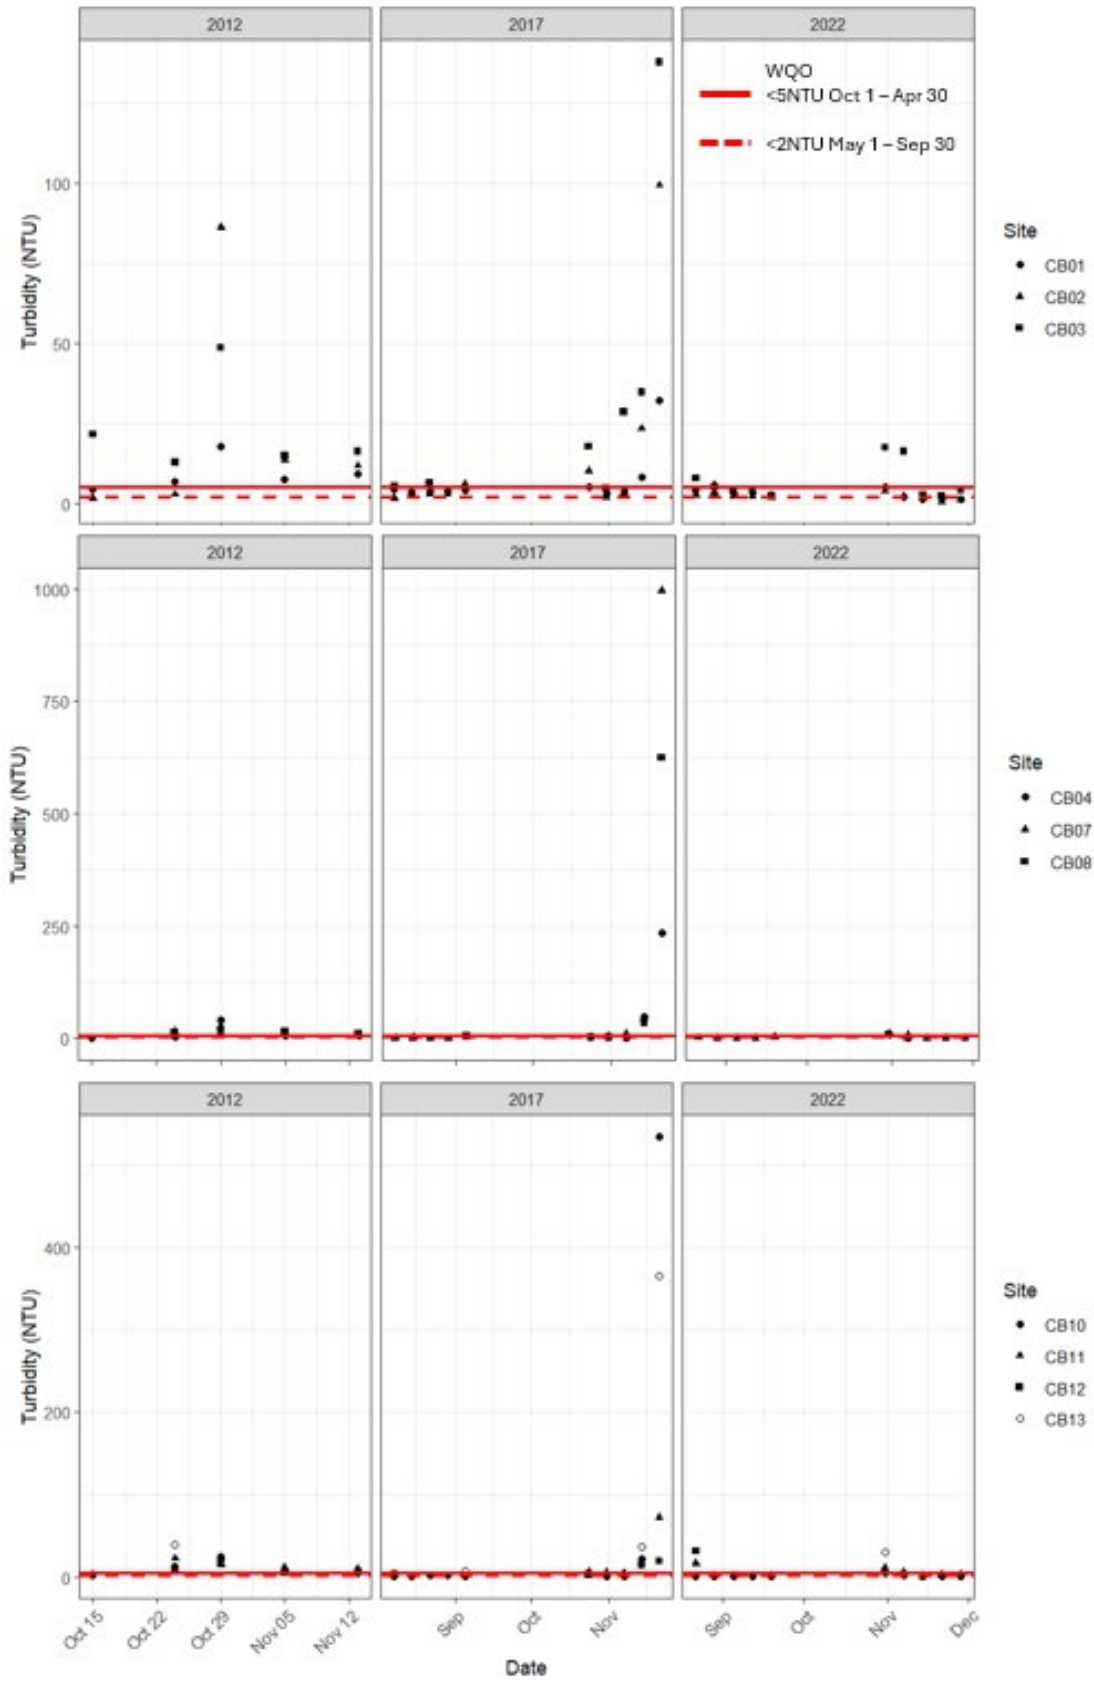 2012 2017 2022
WQO
<5NTU Oct 1 – Apr 30
<2NTU May 1 – Sep 30
100
50
0
Turbidity (NTU)
Site
CB01
CB02
CB03
2012 2017 2022
1000
750
500
250
0
Turbidity (NTU)
Site
CB04
CB07
CB08
2012 2017 2022
400
200
0
Turbidity (NTU)
Site
CB10
CB11
CB12
CB13
Oct 15 Oct 22 Oct 29 Nov 05 Nov 12 Sep Oct Nov Sep Oct Nov Dec
Date